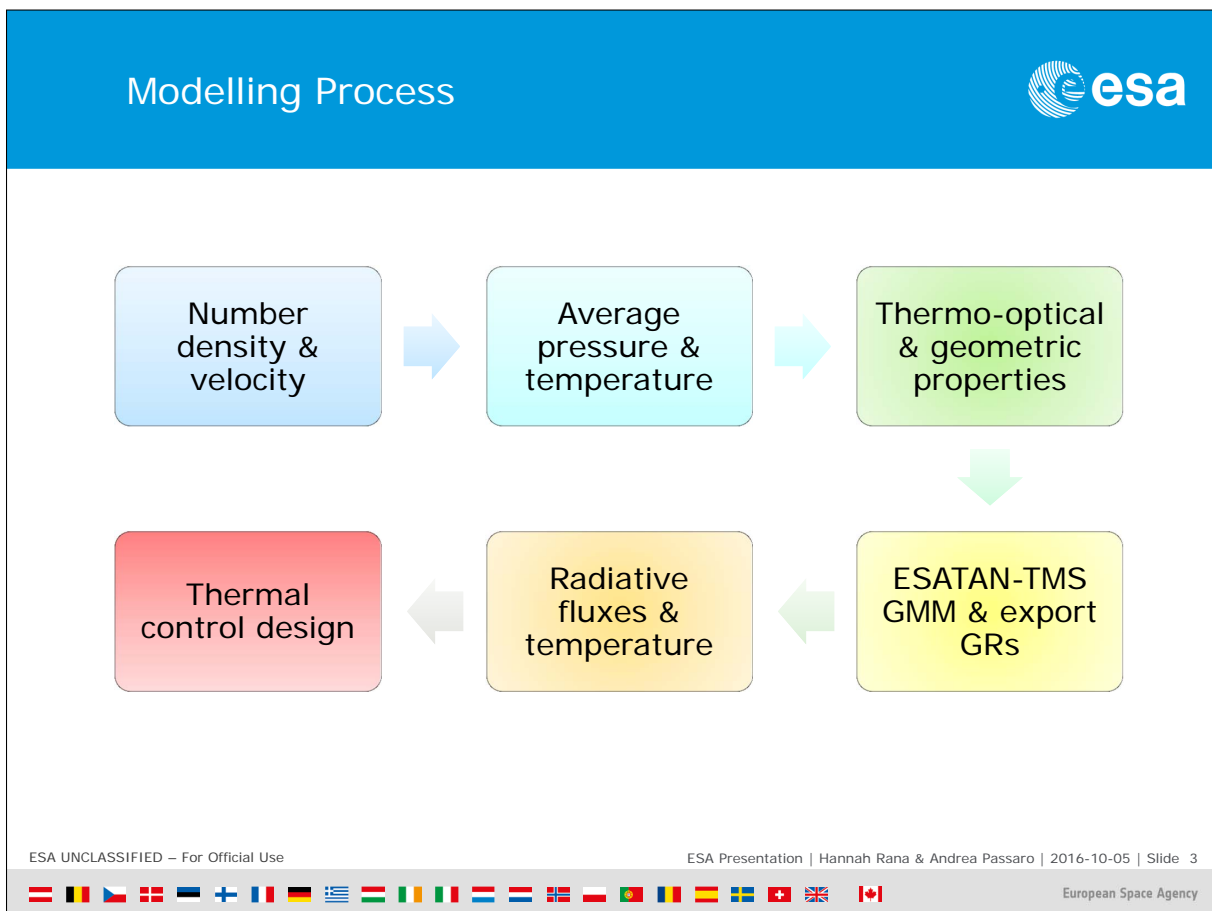 Modelling Process
esa
Number
density &
velocity
Average
pressure &
temperature
Thermo-optical
& geometric
properties
Thermal
control design
Radiative
fluxes &
temperature
ESATAN-TMS
GMM & export
GRs
ESA UNCLASSIFIED – For Official Use
ESA Presentation | Hannah Rana & Andrea Passaro | 2016-10-05 | Slide 3
European Space Agency